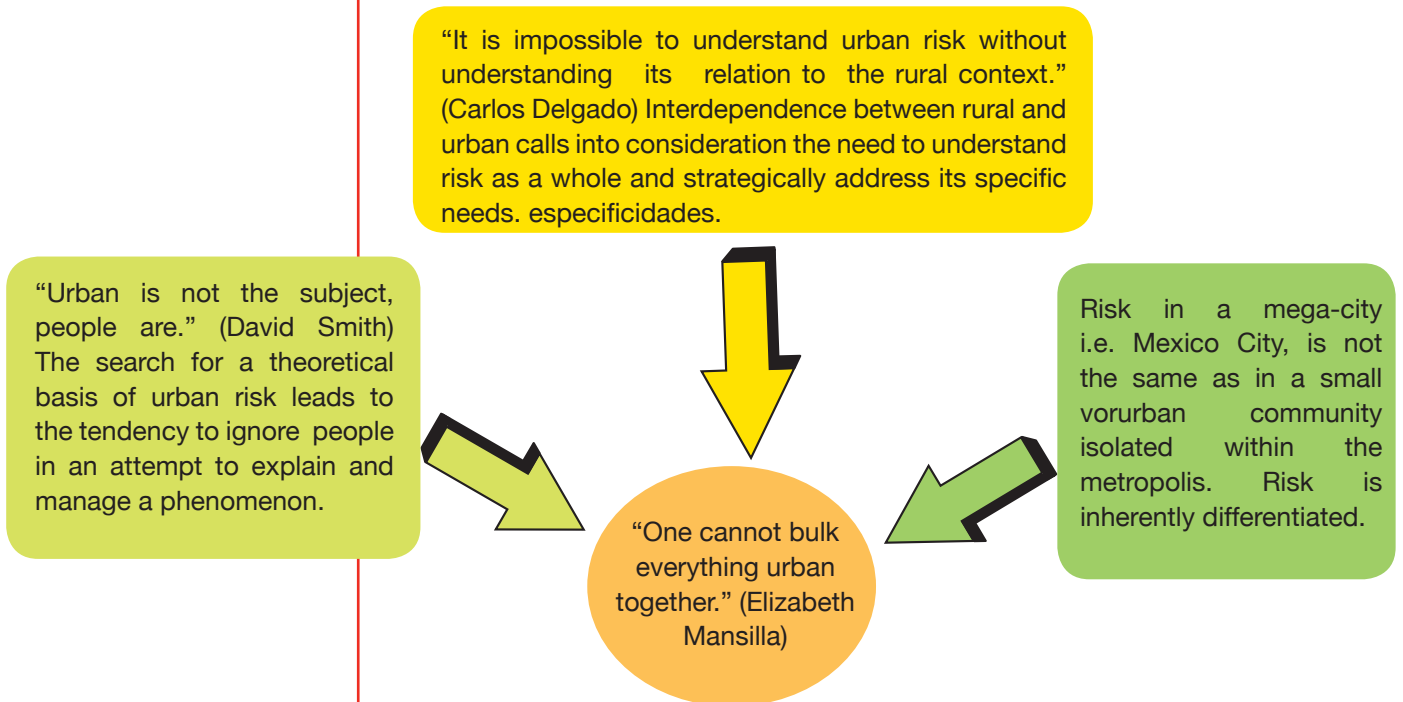 “It is impossible to understand urban risk without
understanding its relation to the rural context.”
(Carlos Delgado) Interdependence between rural and
urban calls into consideration the need to understand
risk as a whole and strategically address its specific
needs. especificidades.
“Urban is not the subject,
people are.” (David Smith)
The search for a theoretical
basis of urban risk leads to
the tendency to ignore people
in an attempt to explain and
manage a phenomenon.
Risk in a mega-city
i.e. Mexico City, is not
the same as in a small
vorurban community
isolated within the
metropolis. Risk is
inherently differentiated.
“One cannot bulk
everything urban
together.” (Elizabeth
Mansilla)